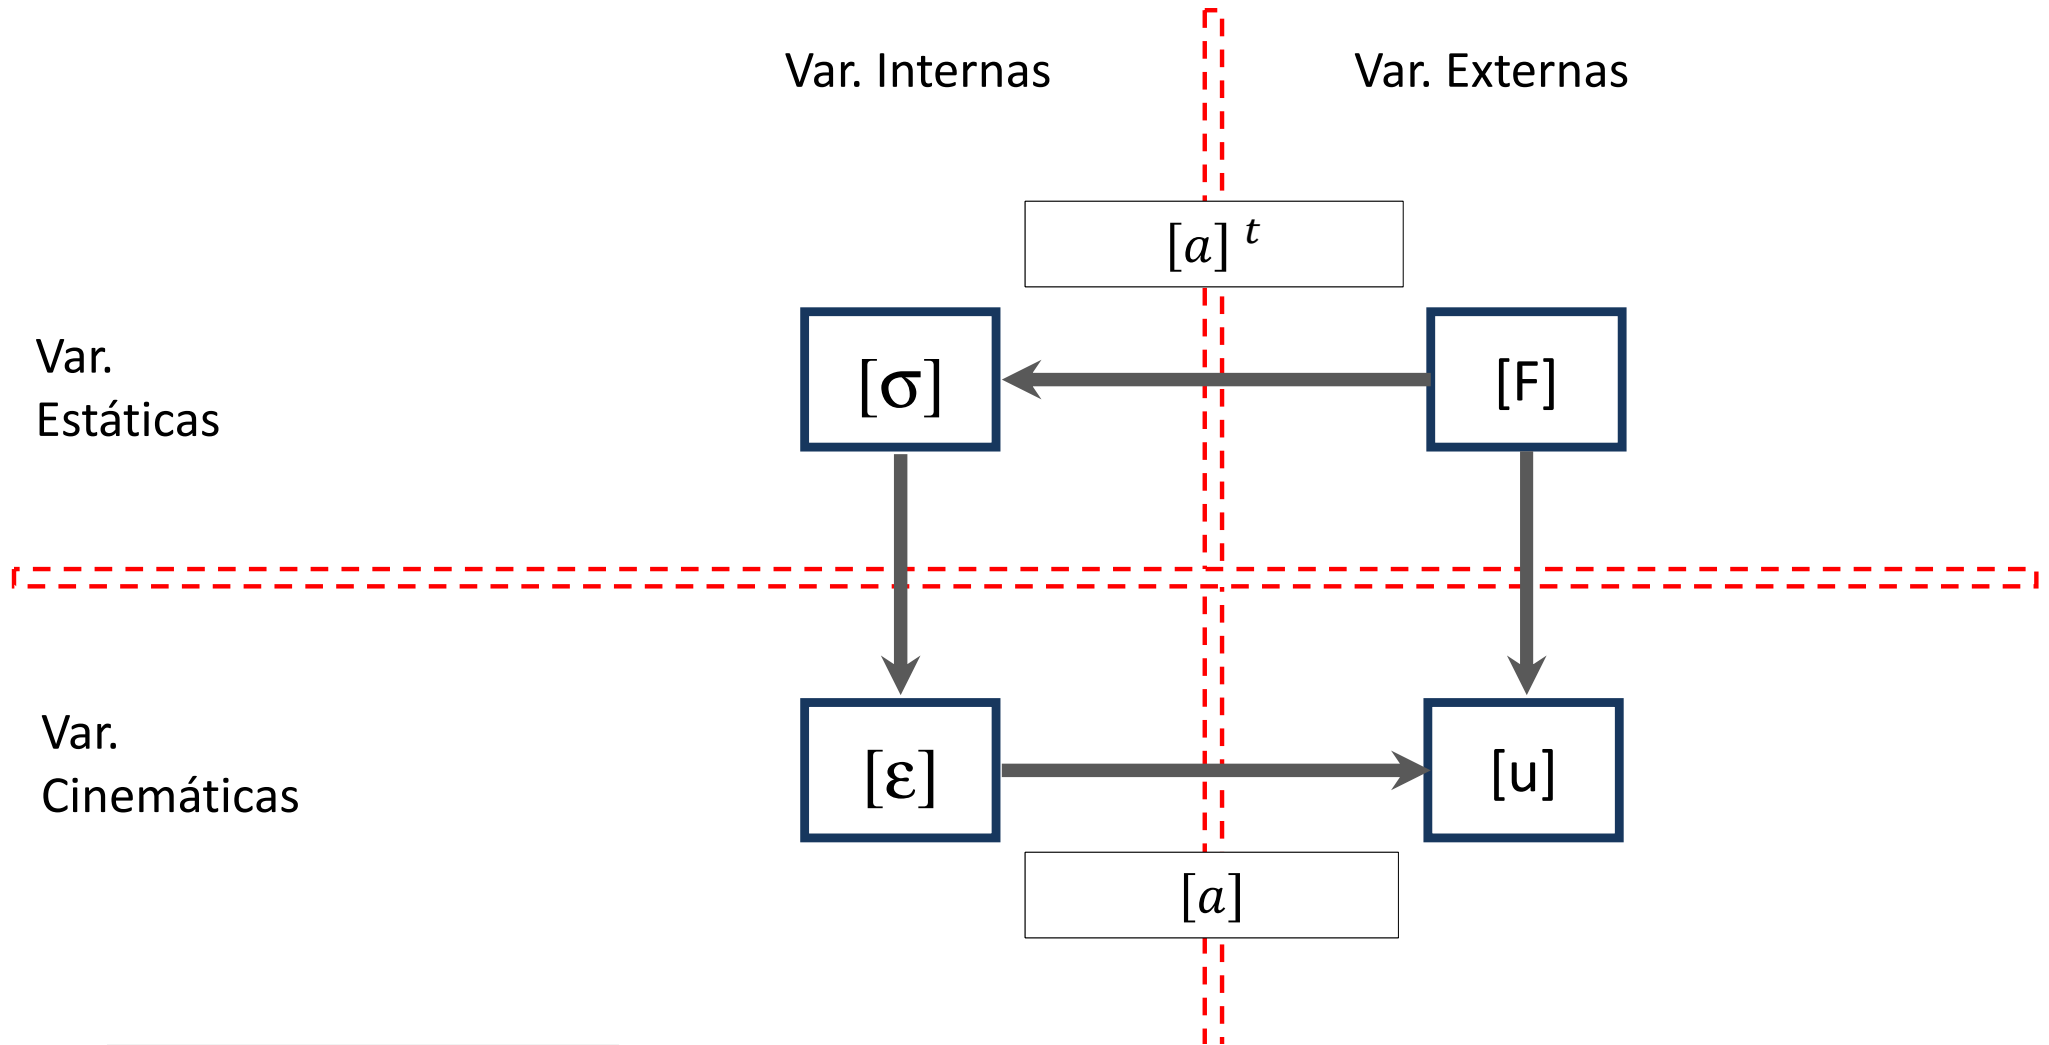 Var. Internas
Var. Externas
[a] ᵗ
Var.
Estáticas
[σ]
[F]
Var.
Cinemáticas
[ε]
[u]
[a]